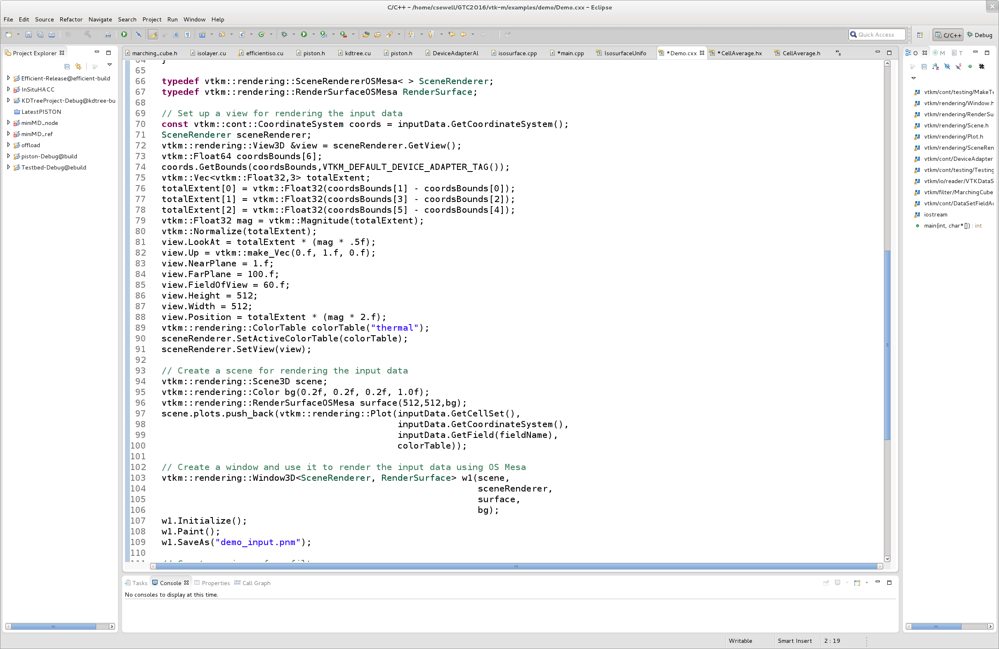 C/C++ - /home/csewell/GTC2016/vtk-m/examples/demo/Demo.cxx - Eclipse
File Edit Source Refactor Navigate Search Project Run Window Help
Quick Access C/C++ Debug
Project Explorer
Efficient-Release@efficient-build
InSituHACC
KDTreeProject-Debug@kdtree-bu
LatestPISTON
miniMD_node
miniMD_ref
offload
piston-Debug@build
Testbed-Debug@ebuild
marching_cube.h isolayer.cu efficientiso.cu piston.h kdtree.cu piston.h DeviceAdapterAl isosurface.cpp *main.cpp IsosurfaceUnifo *Demo.cxx *CellAverage.hx CellAverage.h »8
64 }
65
66 typedef vtkm::rendering::SceneRendererOSMesa< > SceneRenderer;
67 typedef vtkm::rendering::RenderSurfaceOSMesa RenderSurface;
68
69 // Set up a view for rendering the input data
70 const vtkm::cont::CoordinateSystem coords = inputData.GetCoordinateSystem();
71 SceneRenderer sceneRenderer;
72 vtkm::rendering::View3D &view = sceneRenderer.GetView();
73 vtkm::Float64 coordsBounds[6];
74 coords.GetBounds(coordsBounds,VTKM_DEFAULT_DEVICE_ADAPTER_TAG());
75 vtkm::Vec<vtkm::Float32,3> totalExtent;
76 totalExtent[0] = vtkm::Float32(coordsBounds[1] - coordsBounds[0]);
77 totalExtent[1] = vtkm::Float32(coordsBounds[3] - coordsBounds[2]);
78 totalExtent[2] = vtkm::Float32(coordsBounds[5] - coordsBounds[4]);
79 vtkm::Float32 mag = vtkm::Magnitude(totalExtent);
80 vtkm::Normalize(totalExtent);
81 view.LookAt = totalExtent * (mag * .5f);
82 view.Up = vtkm::make_Vec(0.f, 1.f, 0.f);
83 view.NearPlane = 1.f;
84 view.FarPlane = 100.f;
85 view.FieldOfView = 60.f;
86 view.Height = 512;
87 view.Width = 512;
88 view.Position = totalExtent * (mag * 2.f);
89 vtkm::rendering::ColorTable colorTable("thermal");
90 sceneRenderer.SetActiveColorTable(colorTable);
91 sceneRenderer.SetView(view);
92
93 // Create a scene for rendering the input data
94 vtkm::rendering::Scene3D scene;
95 vtkm::rendering::Color bg(0.2f, 0.2f, 0.2f, 1.0f);
96 vtkm::rendering::RenderSurfaceOSMesa surface(512,512,bg);
97 scene.plots.push_back(vtkm::rendering::Plot(inputData.GetCellSet(),
98 inputData.GetCoordinateSystem(),
99 inputData.GetField(fieldName),
100 colorTable));
101
102 // Create a window and use it to render the input data using OS Mesa
103 vtkm::rendering::Window3D<SceneRenderer, RenderSurface> w1(scene,
104 sceneRenderer,
105 surface,
106 bg);
107 w1.Initialize();
108 w1.Paint();
109 w1.SaveAs("demo_input.pnm");
110
111
Tasks Console Properties Call Graph
No consoles to display at this time.
O M T
vtkm/cont/testing/MakeTe
vtkm/rendering/Window.h
vtkm/rendering/RenderSu
vtkm/rendering/Scene.h
vtkm/rendering/Plot.h
vtkm/rendering/SceneRen
vtkm/cont/DeviceAdapter
vtkm/cont/testing/Testing
vtkm/io/reader/VTKDataS
vtkm/filter/MarchingCube
vtkm/cont/DataSetFieldAd
iostream
main(int, char*[]) : int
Writable Smart Insert 2 : 19